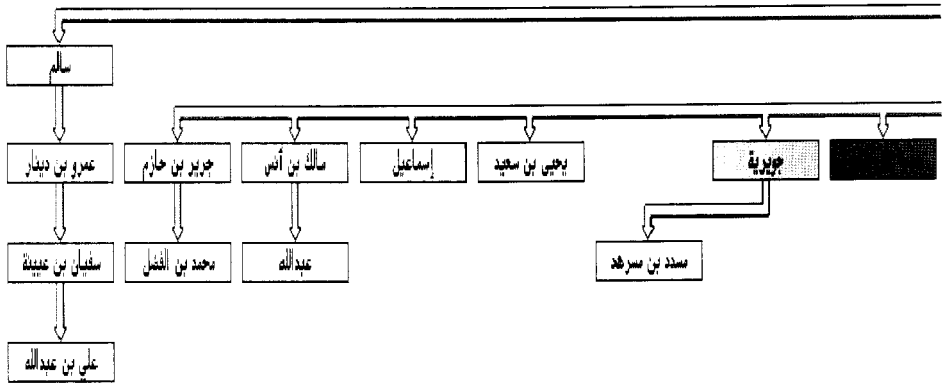 سالم
جويرية
يحيى بن سعيد
إسماعيل
مالك بن أنس
جرير بن حازم
عمرو بن دينار
مسدد بن مسرهد
عبدالله
محمد بن الفضل
سفيان بن عيينة
علي بن عبدالله